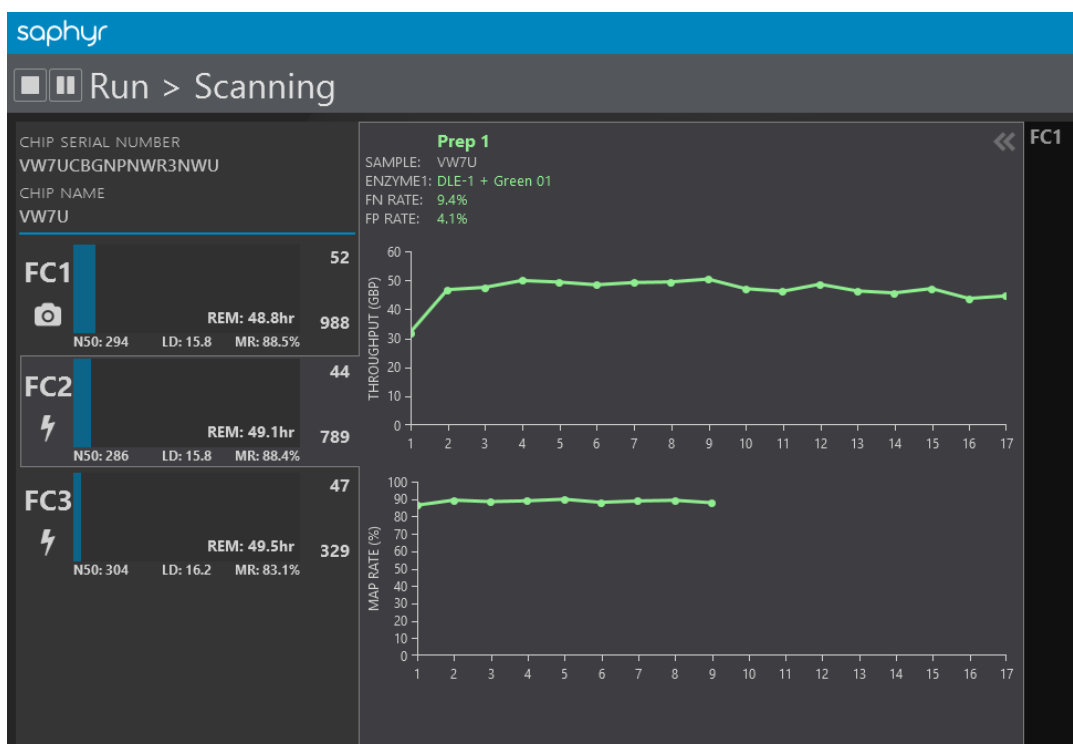 saphyr
Run > Scanning
CHIP SERIAL NUMBER
VW7UCBGNPNWR3NWU
CHIP NAME
VW7U
FC1
52
REM: 48.8hr
988
N50: 294 LD: 15.8 MR: 88.5%
FC2
44
REM: 49.1hr
789
N50: 286 LD: 15.8 MR: 88.4%
FC3
47
REM: 49.5hr
329
N50: 304 LD: 16.2 MR: 83.1%
Prep 1
SAMPLE: VW7U
ENZYME1: DLE-1 + Green 01
FN RATE: 9.4%
FP RATE: 4.1%
THROUGHPUT (GBP)
60
50
40
30
20
10
0
1 2 3 4 5 6 7 8 9 10 11 12 13 14 15 16 17
MAP RATE (%)
100
90
80
70
60
50
40
30
20
10
0
1 2 3 4 5 6 7 8 9 10 11 12 13 14 15 16 17
FC1